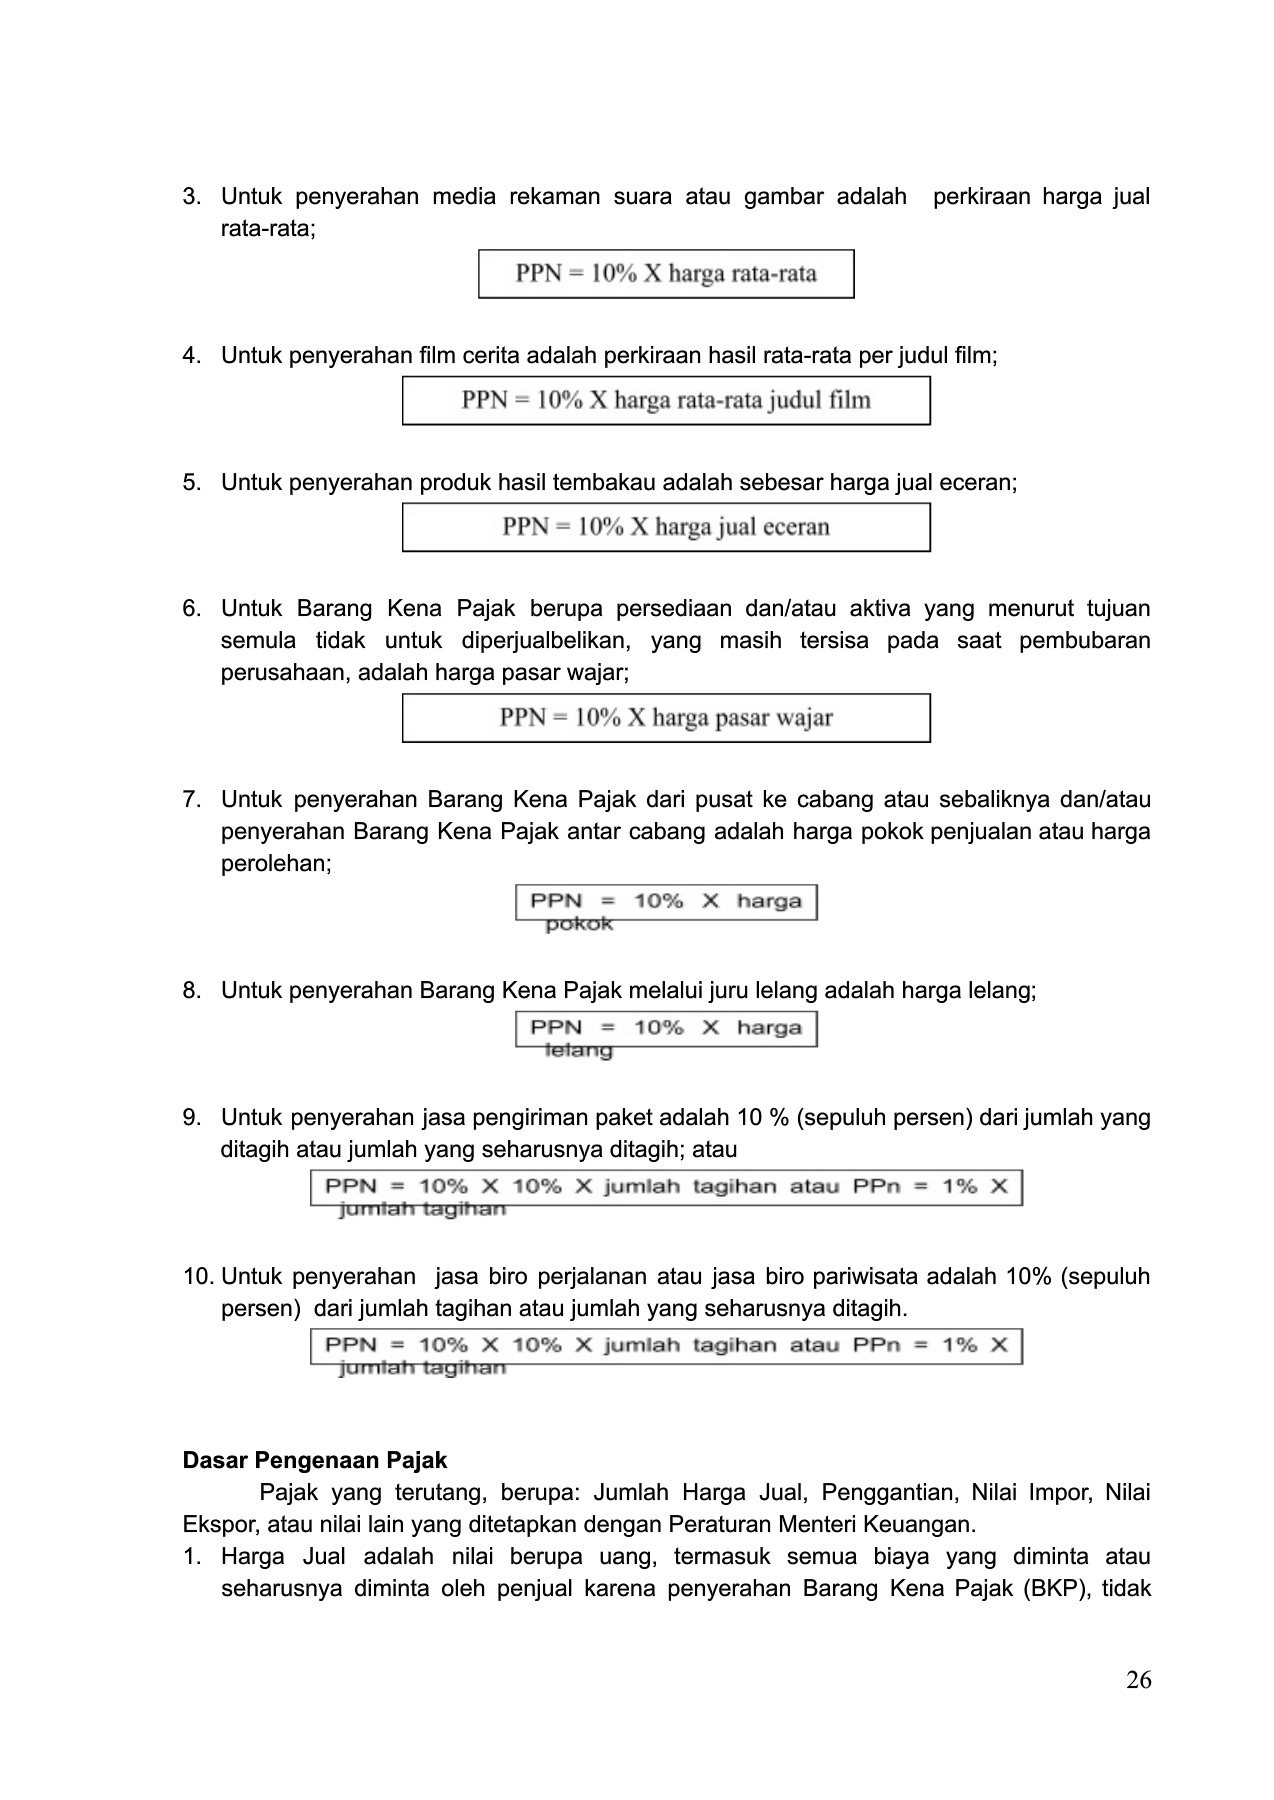 3. Untuk penyerahan media rekaman suara atau gambar adalah perkiraan harga jual
rata-rata;
PPN = 10% X harga rata-rata
4. Untuk penyerahan film cerita adalah perkiraan hasil rata-rata per judul film;
PPN = 10% X harga rata-rata judul film
5. Untuk penyerahan produk hasil tembakau adalah sebesar harga jual eceran;
PPN = 10% X harga jual eceran
6. Untuk Barang Kena Pajak berupa persediaan dan/atau aktiva yang menurut tujuan
semula tidak untuk diperjualbelikan, yang masih tersisa pada saat pembubaran
perusahaan, adalah harga pasar wajar;
PPN = 10% X harga pasar wajar
7. Untuk penyerahan Barang Kena Pajak dari pusat ke cabang atau sebaliknya dan/atau
penyerahan Barang Kena Pajak antar cabang adalah harga pokok penjualan atau harga
perolehan;
PPN = 10% X harga
pokok
8. Untuk penyerahan Barang Kena Pajak melalui juru lelang adalah harga lelang;
PPN = 10% X harga
lelang
9. Untuk penyerahan jasa pengiriman paket adalah 10 % (sepuluh persen) dari jumlah yang
ditagih atau jumlah yang seharusnya ditagih; atau
PPN = 10% X 10% X jumlah tagihan atau PPn = 1% X
jumlah tagihan
10. Untuk penyerahan jasa biro perjalanan atau jasa biro pariwisata adalah 10% (sepuluh
persen) dari jumlah tagihan atau jumlah yang seharusnya ditagih.
PPN = 10% X 10% X jumlah tagihan atau PPn = 1% X
jumlah tagihan
Dasar Pengenaan Pajak
Pajak yang terutang, berupa: Jumlah Harga Jual, Penggantian, Nilai Impor, Nilai
Ekspor, atau nilai lain yang ditetapkan dengan Peraturan Menteri Keuangan.
1. Harga Jual adalah nilai berupa uang, termasuk semua biaya yang diminta atau
seharusnya diminta oleh penjual karena penyerahan Barang Kena Pajak (BKP), tidak
26